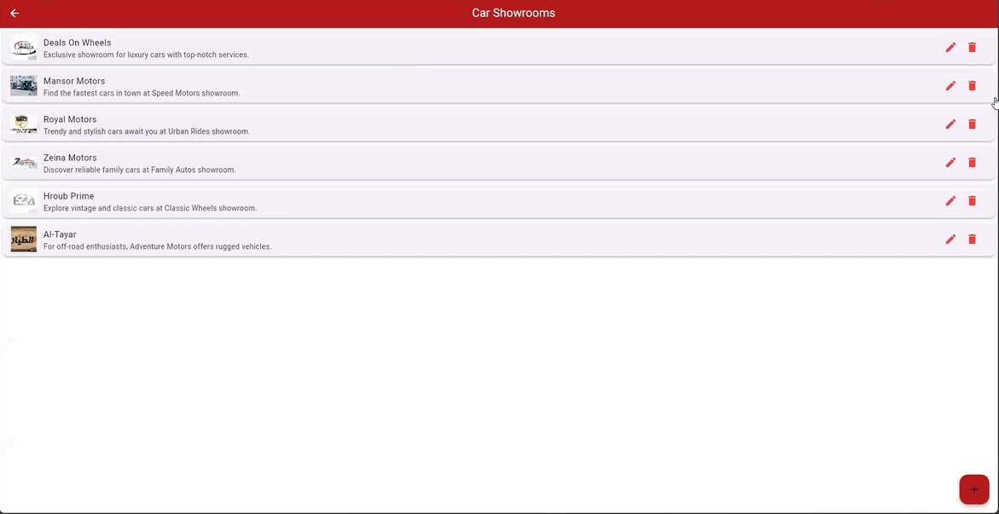 Car Showrooms
Deals On Wheels
Exclusive showroom for luxury cars with top-notch services.
Mansor Motors
Find the fastest cars in town at Speed Motors showroom.
Royal Motors
Trendy and stylish cars await you at Urban Rides showroom.
Zeina Motors
Discover reliable family cars at Family Autos showroom.
Hroub Prime
Explore vintage and classic cars at Classic Wheels showroom.
الطيار
Al-Tayar
For off-road enthusiasts, Adventure Motors offers rugged vehicles.